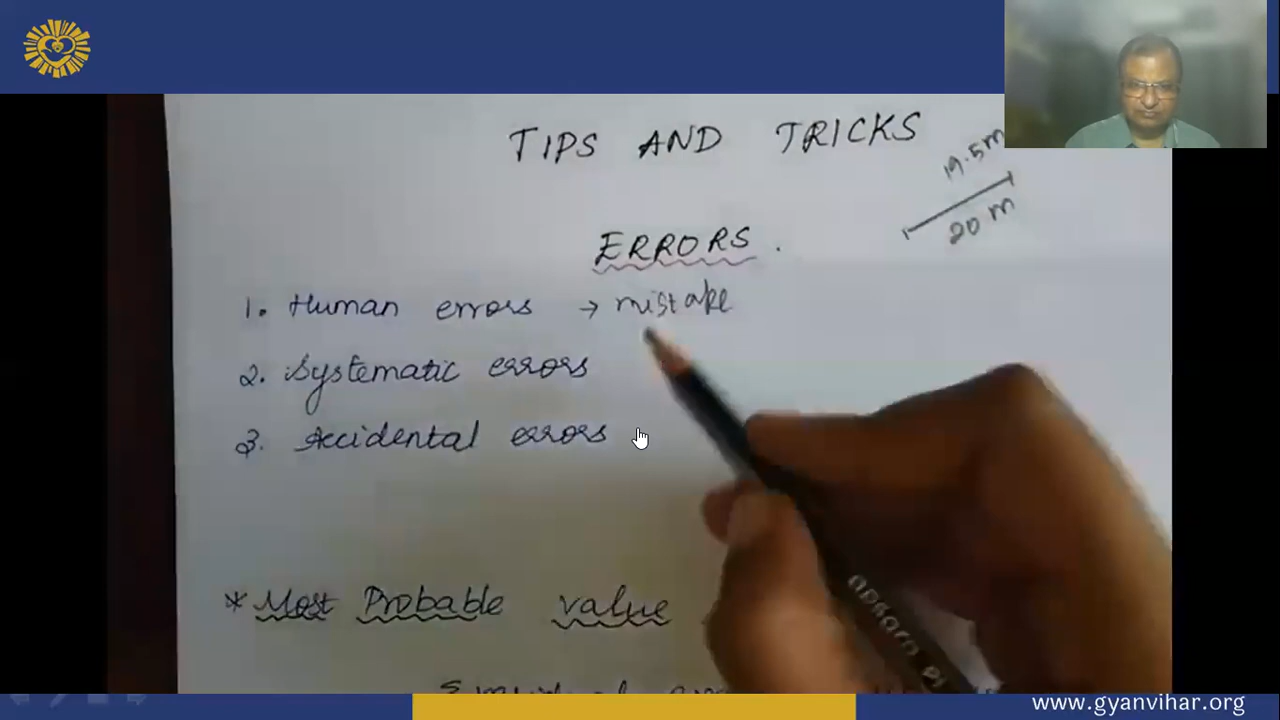 TIPS AND TRICKS
19.5m
20 m
ERRORS.
1. Human errors → mistake
2. Systematic errors
3. Accidental errors
* Most Probable value
www.gyanvihar.org